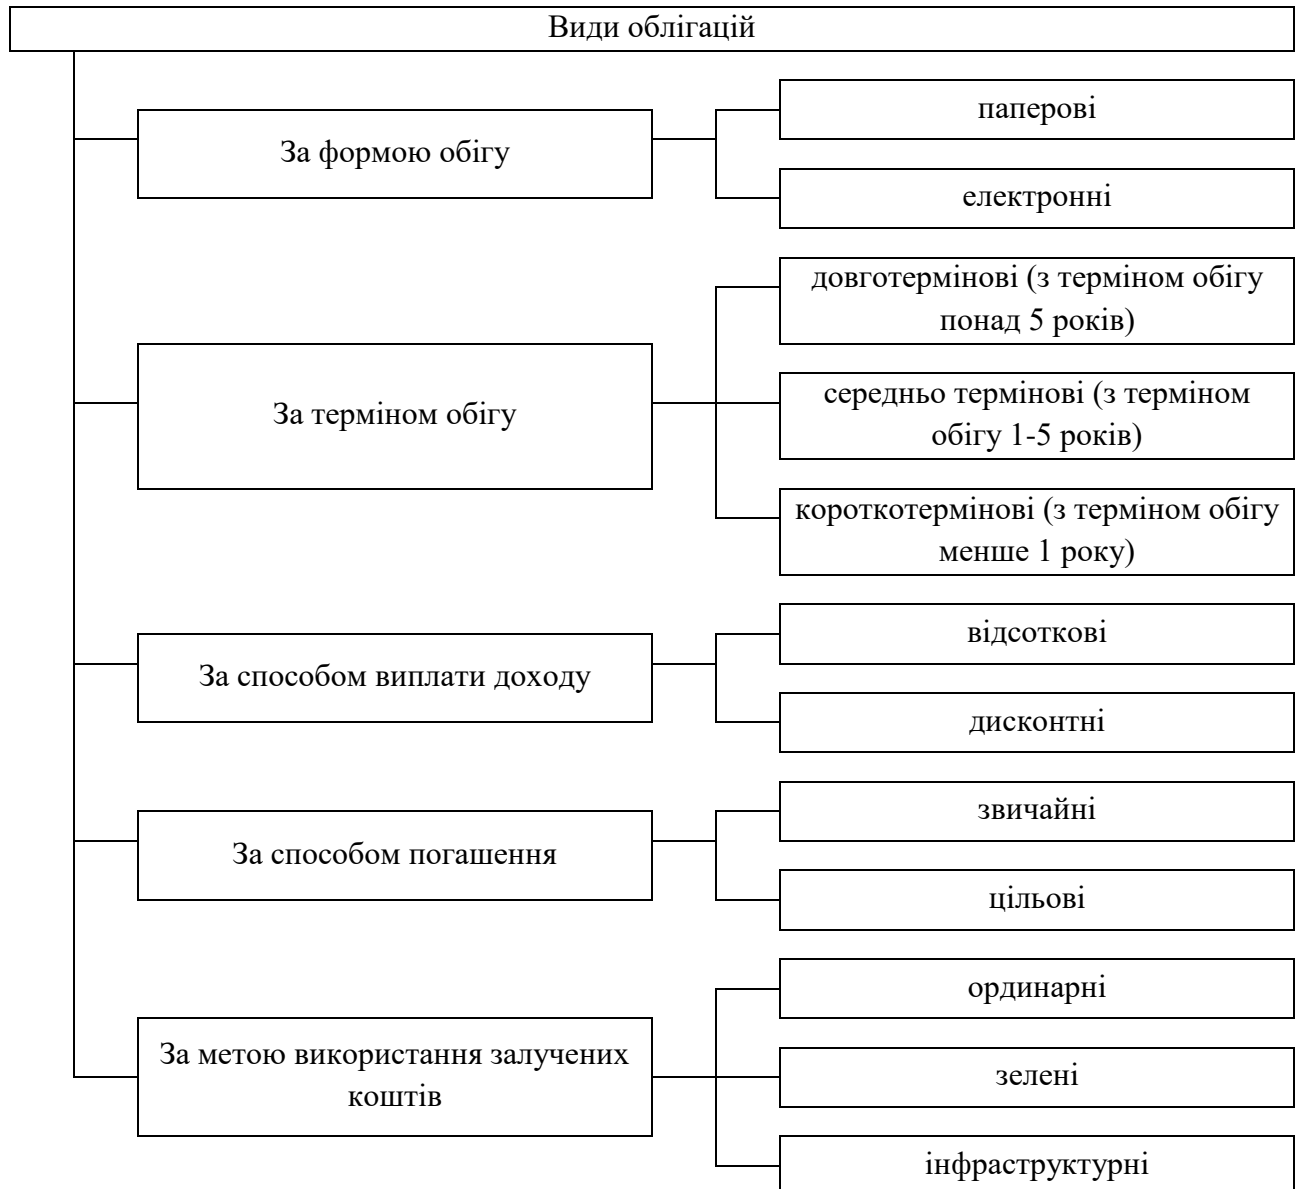 Види облігацій
За формою обігу
паперові
електронні
За терміном обігу
довготермінові (з терміном обігу
понад 5 років)
середньо термінові (з терміном
обігу 1-5 років)
короткотермінові (з терміном обігу
менше 1 року)
За способом виплати доходу
відсоткові
дисконтні
За способом погашення
звичайні
цільові
За метою використання залучених
коштів
ординарні
зелені
інфраструктурні